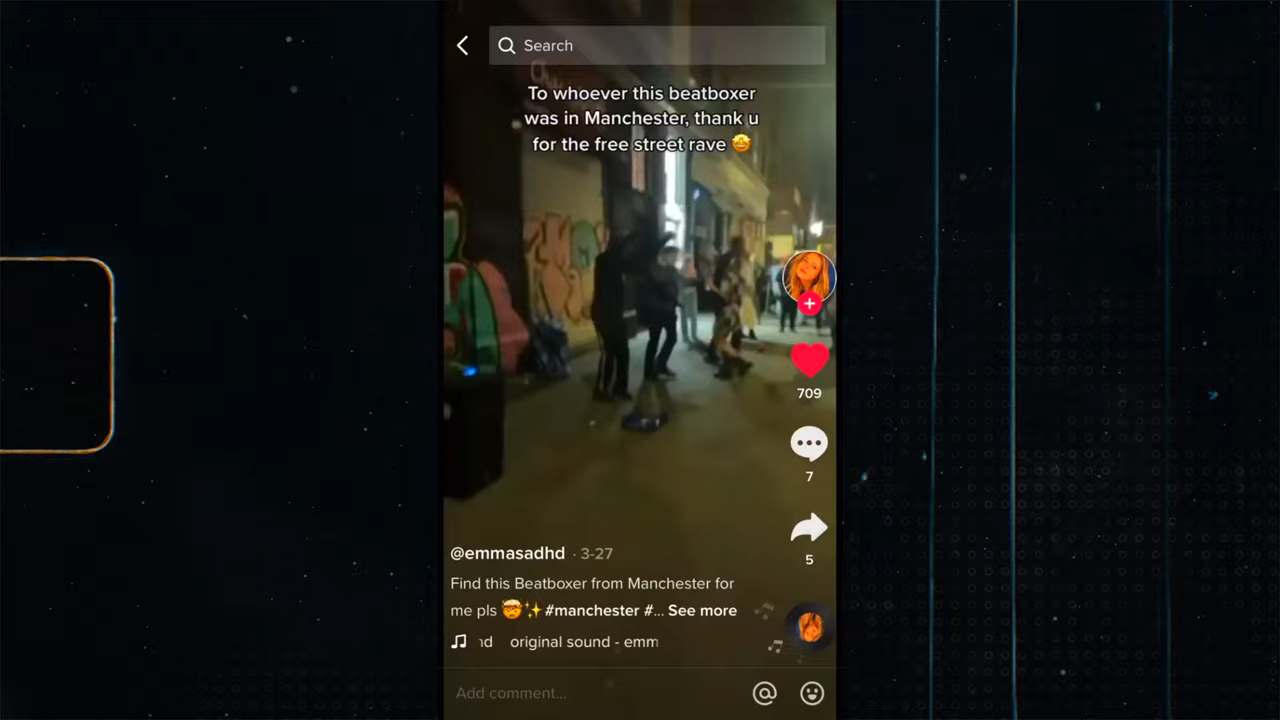 Search
To whoever this beatboxer
was in Manchester, thank u
for the free street rave 🤩
709
7
5
@emmasadhd · 3-27
Find this Beatboxer from Manchester for
me pls 🤯✨ #manchester #... See more
nd original sound - emm
Add comment...